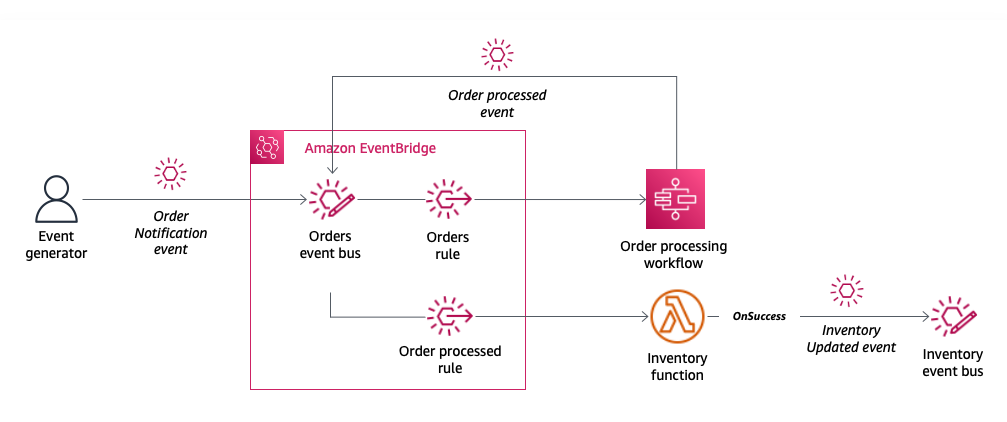 Order processed
event
Amazon EventBridge
Order
Notification
event
Event
generator
Orders
event bus
Orders
rule
Order processing
workflow
Order processed
rule
Inventory
function
OnSuccess
Inventory
Updated event
Inventory
event bus